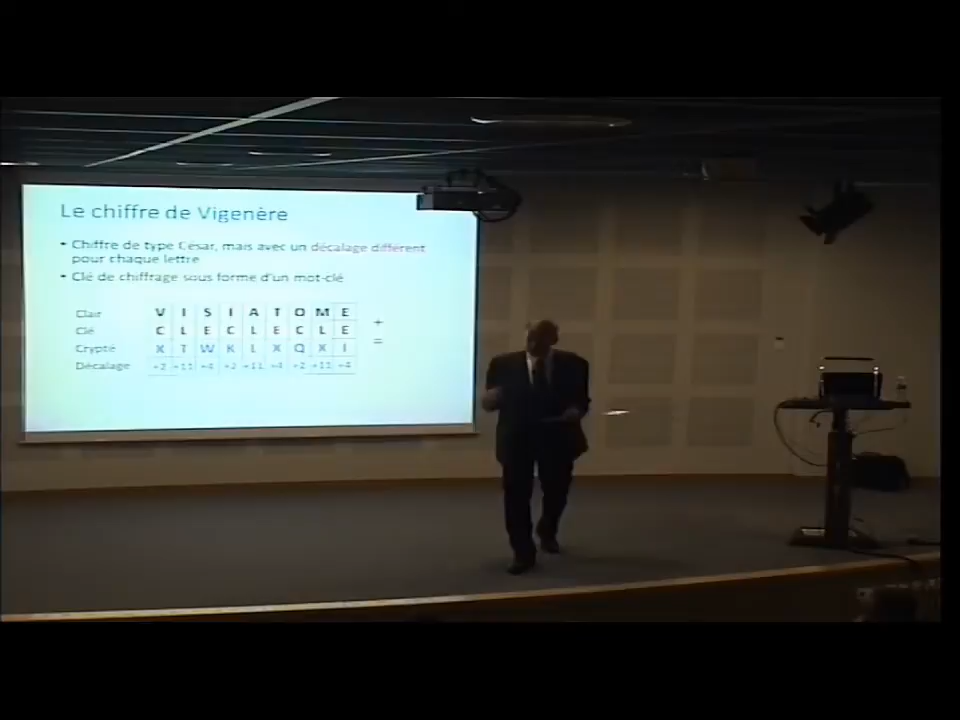 Le chiffre de Vigenère
• Chiffre de type César, mais avec un décalage différent
pour chaque lettre
• Clé de chiffrage sous forme d'un mot-clé
Clair V I S I A T O M E +
Clé C L E C L E C L E =
Crypté X T W K L X Q X I
Décalage +2 +11 +4 +2 +11 +4 +2 +11 +4